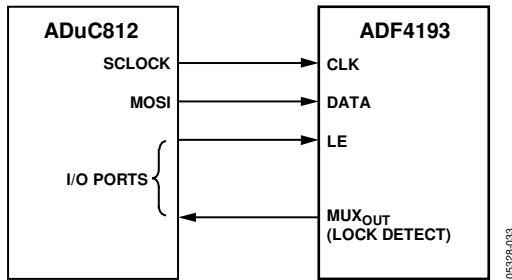 ADuC812
ADF4193
SCLOCK
CLK
MOSI
DATA
LE
I/O PORTS
MUXOUT
(LOCK DETECT)
05328-033